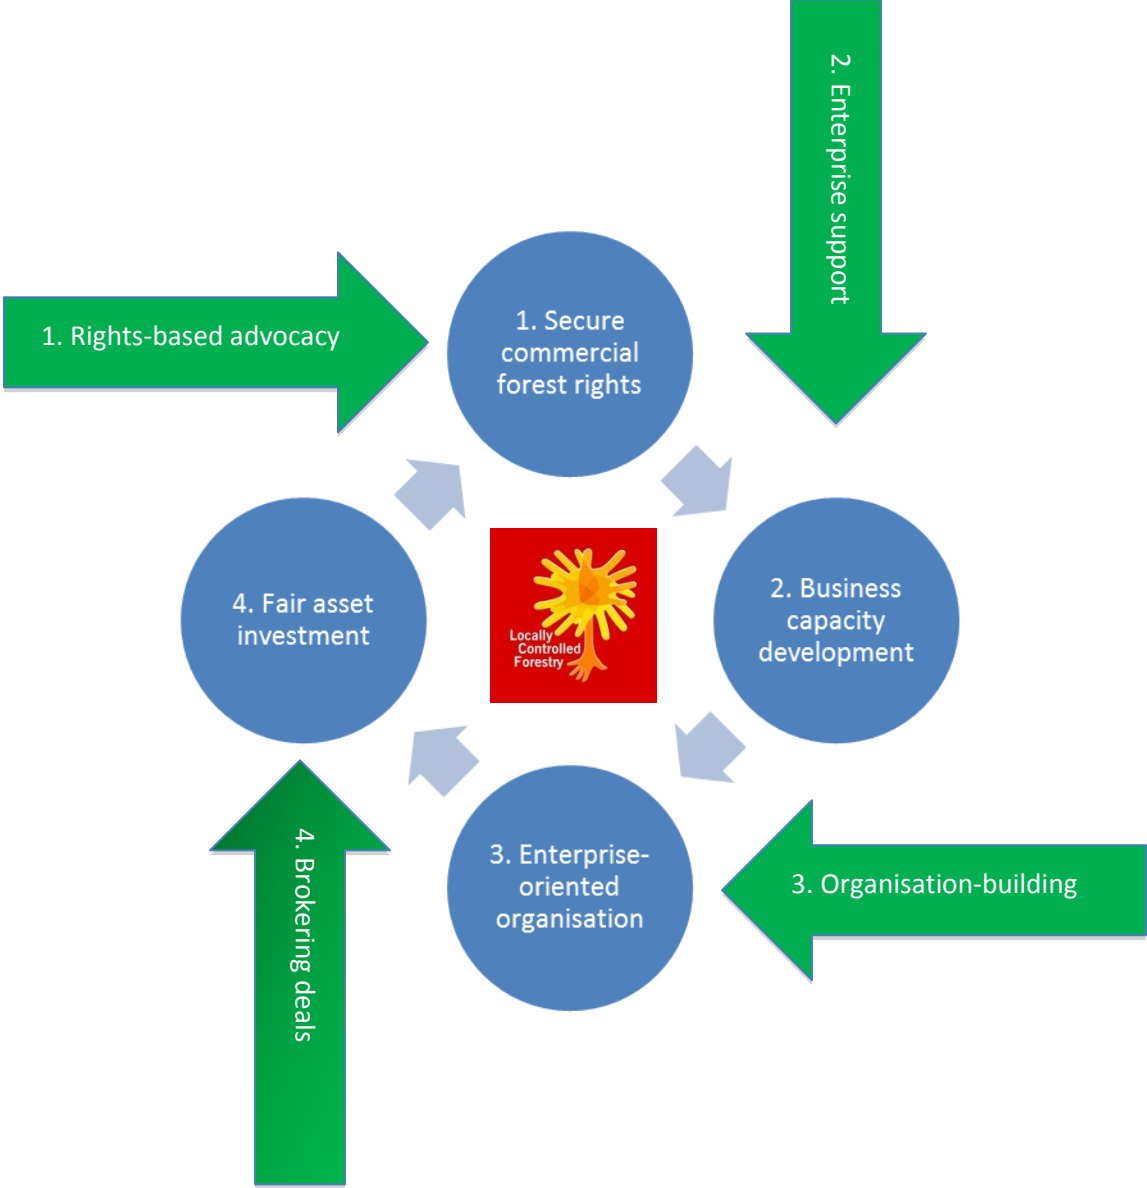 2. Enterprise support
1. Rights-based advocacy
1. Secure
commercial
forest rights
4. Fair asset
investment
Locally
Controlled
Forestry
2. Business
capacity
development
3. Enterprise-
oriented
organisation
3. Organisation-building
4. Brokering deals